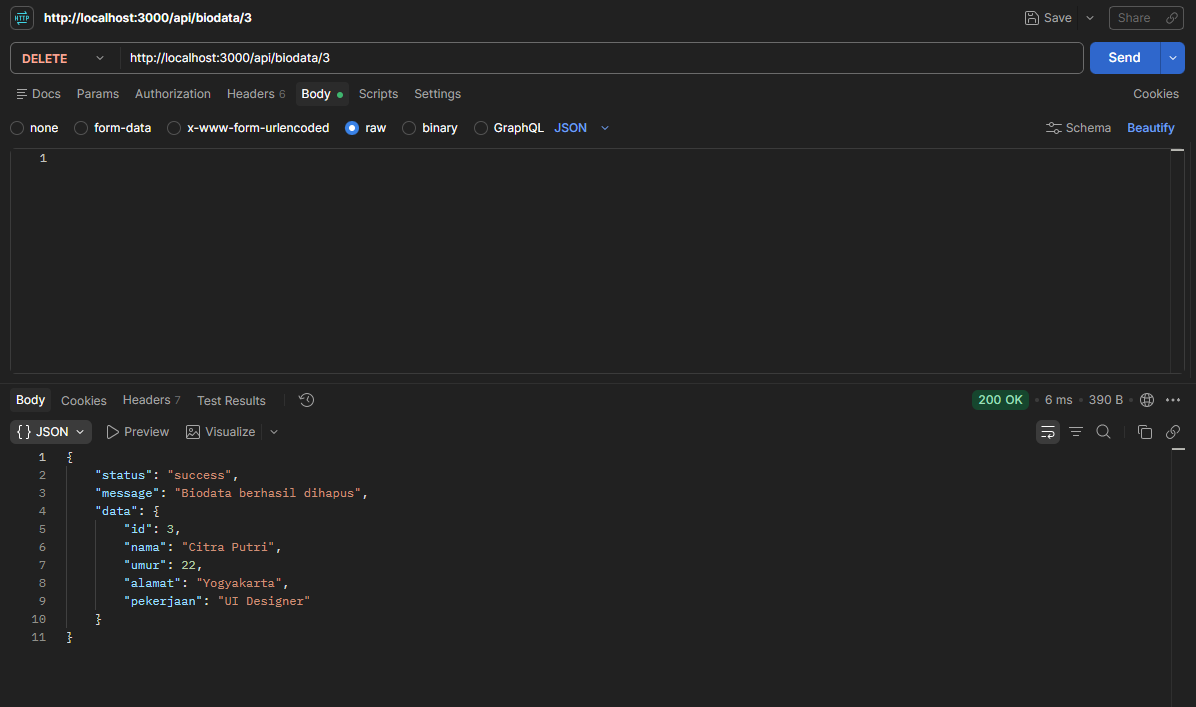 HTTP http://localhost:3000/api/biodata/3 Save Share
DELETE http://localhost:3000/api/biodata/3 Send
Docs Params Authorization Headers 6 Body Scripts Settings Cookies
none form-data x-www-form-urlencoded raw binary GraphQL JSON Schema Beautify
1
Body Cookies Headers 7 Test Results 200 OK • 6 ms • 390 B •
{} JSON Preview Visualize
1 {
2 "status": "success",
3 "message": "Biodata berhasil dihapus",
4 "data": {
5 "id": 3,
6 "nama": "Citra Putri",
7 "umur": 22,
8 "alamat": "Yogyakarta",
9 "pekerjaan": "UI Designer"
10 }
11 }